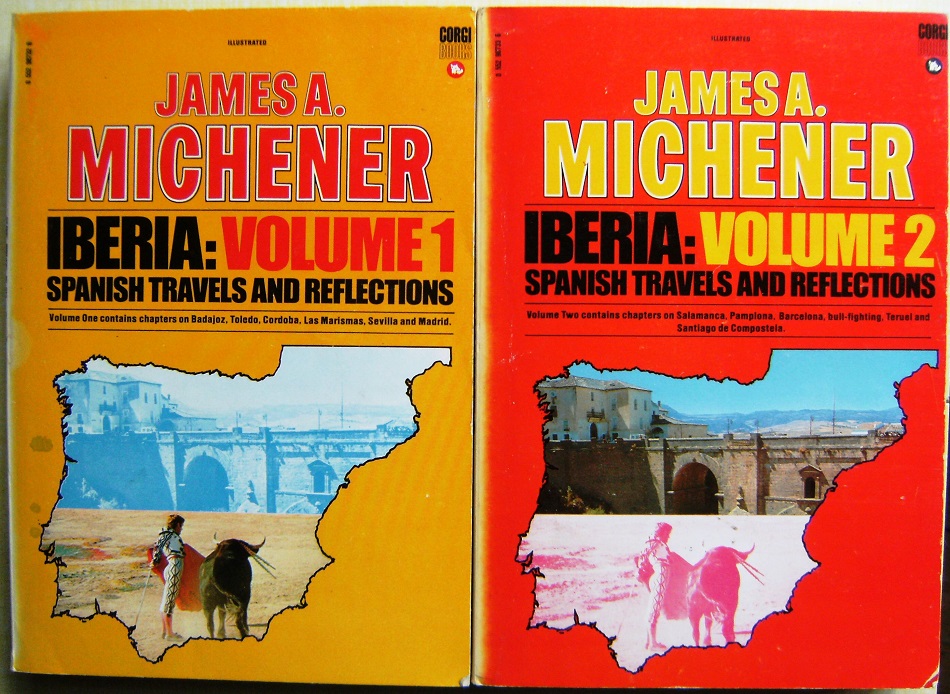 ILLUSTRATED
CORGI
BOOKS
JAMES A.
MICHENER
IBERIA: VOLUME 1
SPANISH TRAVELS AND REFLECTIONS
Volume One contains chapters on Badajoz, Toledo, Cordoba, Las Marismas, Sevilla and Madrid.
ILLUSTRATED
CORGI
BOOKS
JAMES A.
MICHENER
IBERIA: VOLUME 2
SPANISH TRAVELS AND REFLECTIONS
Volume Two contains chapters on Salamanca, Pamplona, Barcelona, bull-fighting, Teruel and
Santiago de Compostela.